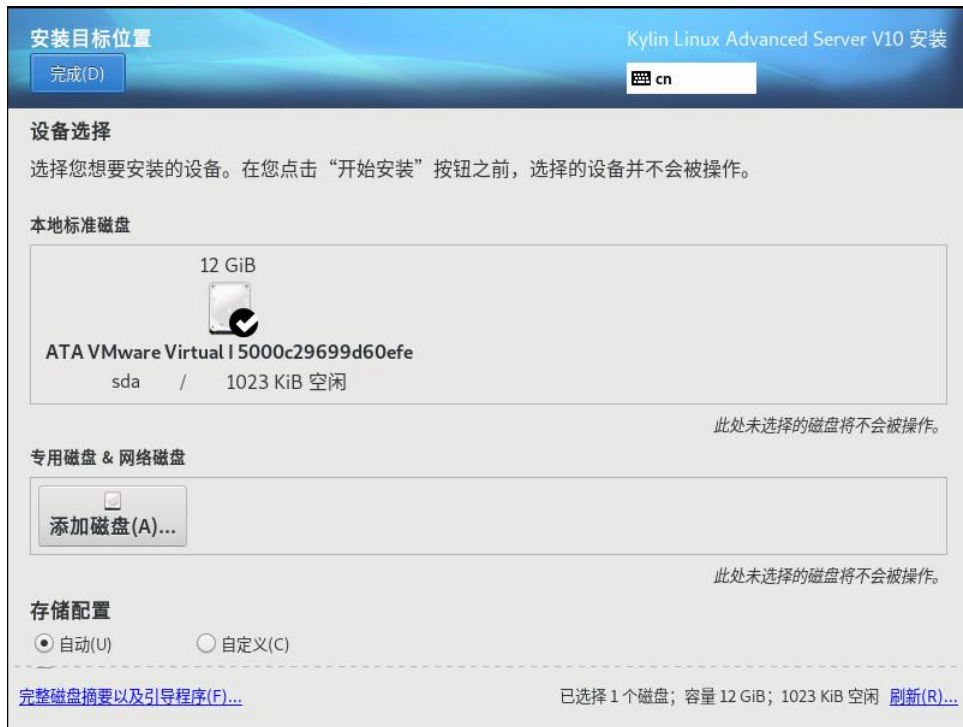 安装目标位置
Kylin Linux Advanced Server V10 安装
完成(D)
cn
设备选择
选择您想要安装的设备。在您点击“开始安装”按钮之前，选择的设备并不会被操作。
本地标准磁盘
12 GiB
ATA VMware Virtual I 5000c29699d60efe
sda / 1023 KiB 空闲
此处未选择的磁盘将不会被操作。
专用磁盘 & 网络磁盘
添加磁盘(A)...
此处未选择的磁盘将不会被操作。
存储配置
自动(U) 自定义(C)
完整磁盘摘要以及引导程序(F)... 已选择 1 个磁盘；容量 12 GiB；1023 KiB 空闲 刷新(R)...